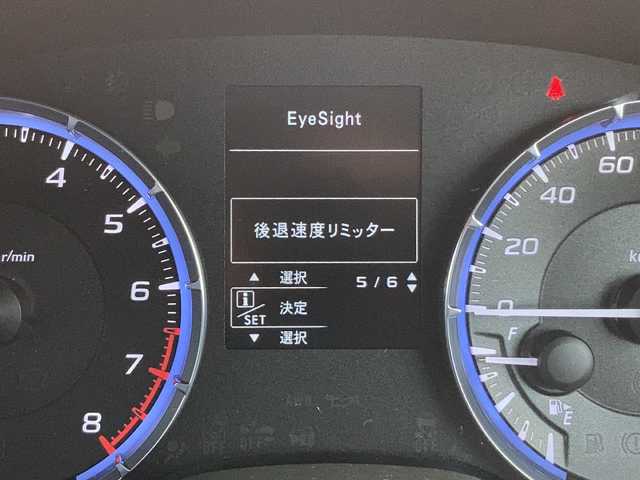 EyeSight
後退速度リミッター
▲ 選択
5/6
i/SET 決定
▼ 選択
4
5
6
7
8
r/min
60
40
20
0
F
E